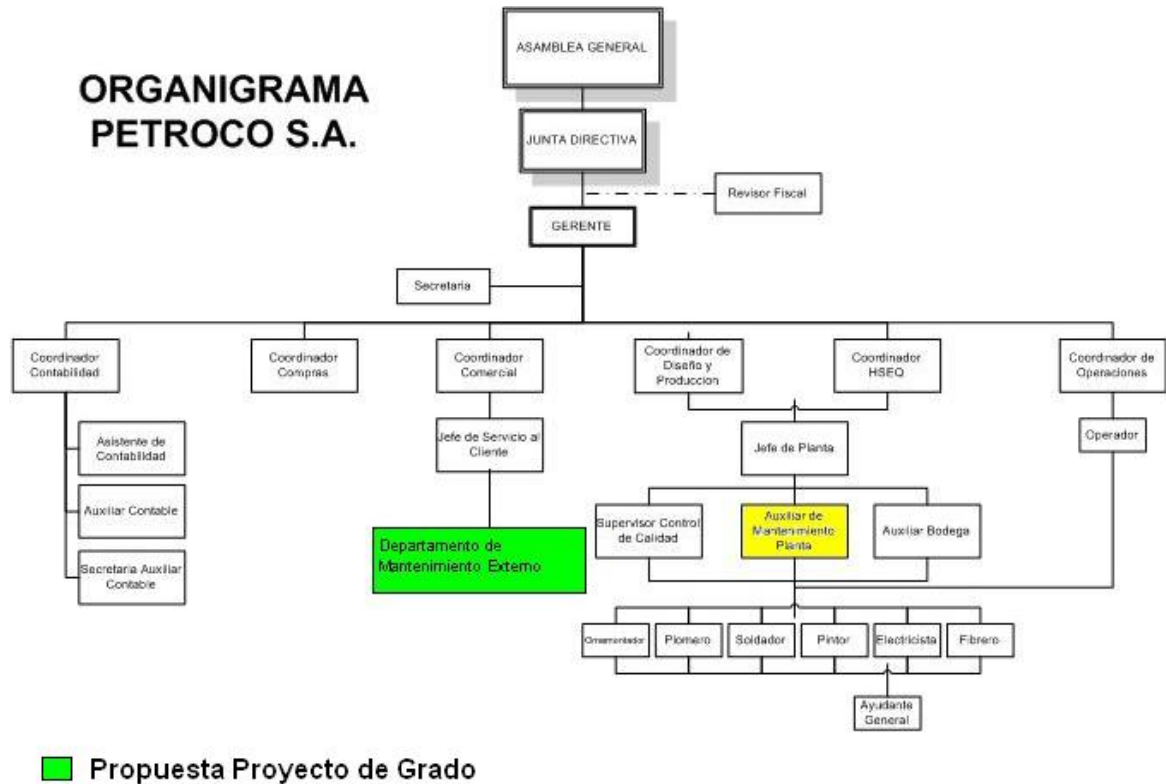 ORGANIGRAMA
PETROCO S.A.
ASAMBLEA GENERAL
JUNTA DIRECTIVA
Revisor Fiscal
GERENTE
Secretaria
Coordinador
Contabilidad
Coordinador
Compras
Coordinador
Comercial
Coordinador de
Diseño y
Produccion
Coordinador
HSEQ
Coordinador de
Operaciones
Asistente de
Contabilidad
Auxiliar Contable
Secretaria Auxiliar
Contable
Jefe de Servicio al
Cliente
Departamento de
Mantenimiento Externo
Jefe de Planta
Operador
Supervisor Control
de Calidad
Auxiliar de
Mantenimiento
Planta
Auxiliar Bodega
Ornamentador
Plomero
Soldador
Pintor
Electricista
Fibrero
Ayudante
General
Propuesta Proyecto de Grado